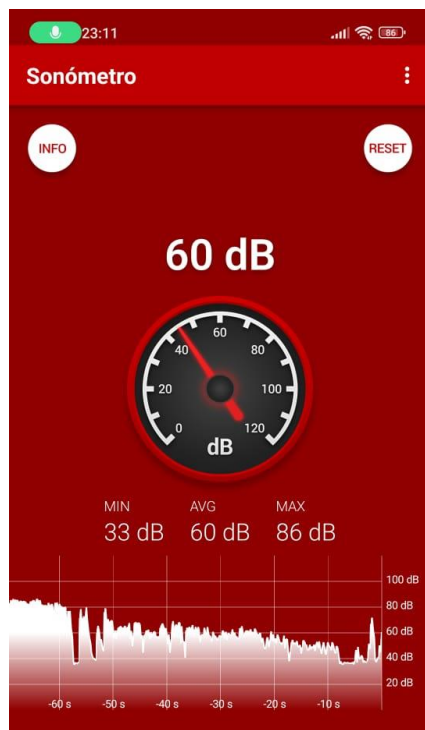 23:11
86
Sonómetro
INFO
RESET
60 dB
60
40
80
20
100
0
120
dB
MIN AVG MAX
33 dB 60 dB 86 dB
100 dB
80 dB
60 dB
40 dB
20 dB
-60 s -50 s -40 s -30 s -20 s -10 s